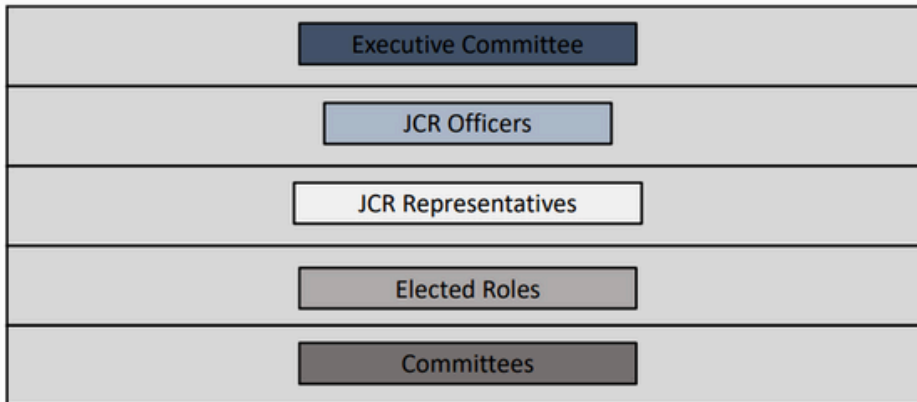 Executive Committee
JCR Officers
JCR Representatives
Elected Roles
Committees